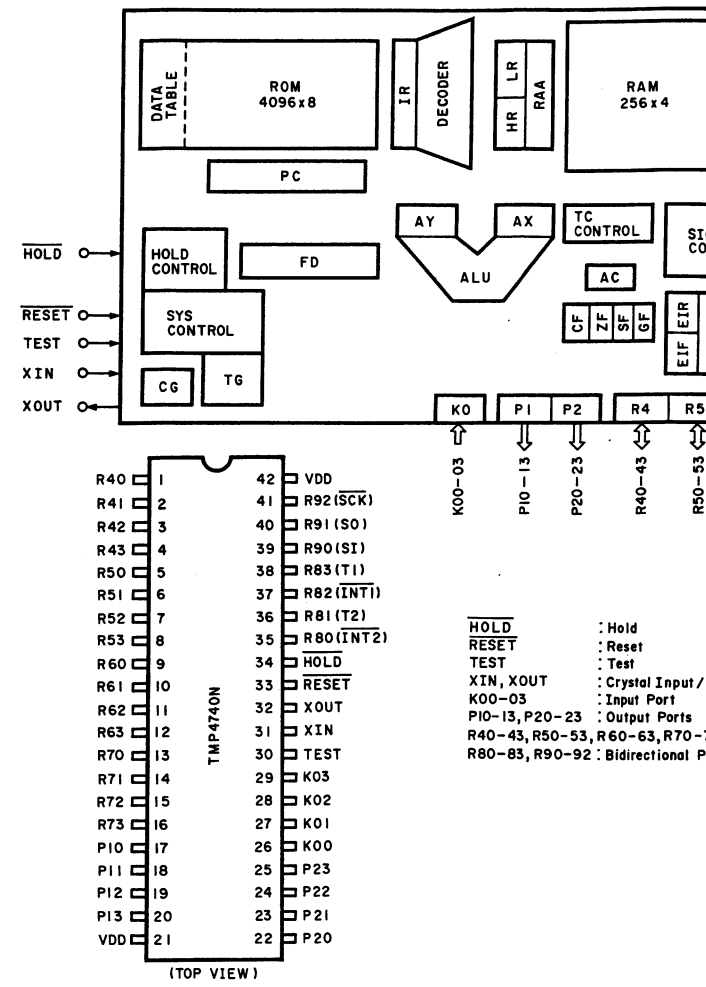 DATA TABLE
ROM
4096x8
IR
DECODER
HR
LR
RAA
RAM
256x4
PC
HOLD
HOLD
CONTROL
FD
AY
AX
ALU
TC
CONTROL
AC
CF
ZF
SF
GF
EIR
EIF
RESET
SYS
CONTROL
TEST
XIN
CG
TG
XOUT
K0
P1
P2
R4
R5
K00-03
P10-13
P20-23
R40-43
R50-53
R40 1 42 VDD
R41 2 41 R92(SCK)
R42 3 40 R91(SO)
R43 4 39 R90(SI)
R50 5 38 R83(T1)
R51 6 37 R82(INT1)
R52 7 36 R81(T2)
R53 8 35 R80(INT2)
R60 9 34 HOLD
R61 10 33 RESET
R62 11 32 XOUT
R63 12 31 XIN
R70 13 30 TEST
R71 14 29 K03
R72 15 28 K02
R73 16 27 K01
P10 17 26 K00
P11 18 25 P23
P12 19 24 P22
P13 20 23 P21
VDD 21 22 P20
TMP4740N
(TOP VIEW)
HOLD : Hold
RESET : Reset
TEST : Test
XIN, XOUT : Crystal Input/
K00-03 : Input Port
P10-13, P20-23 : Output Ports
R40-43, R50-53, R60-63, R70-
R80-83, R90-92 : Bidirectional